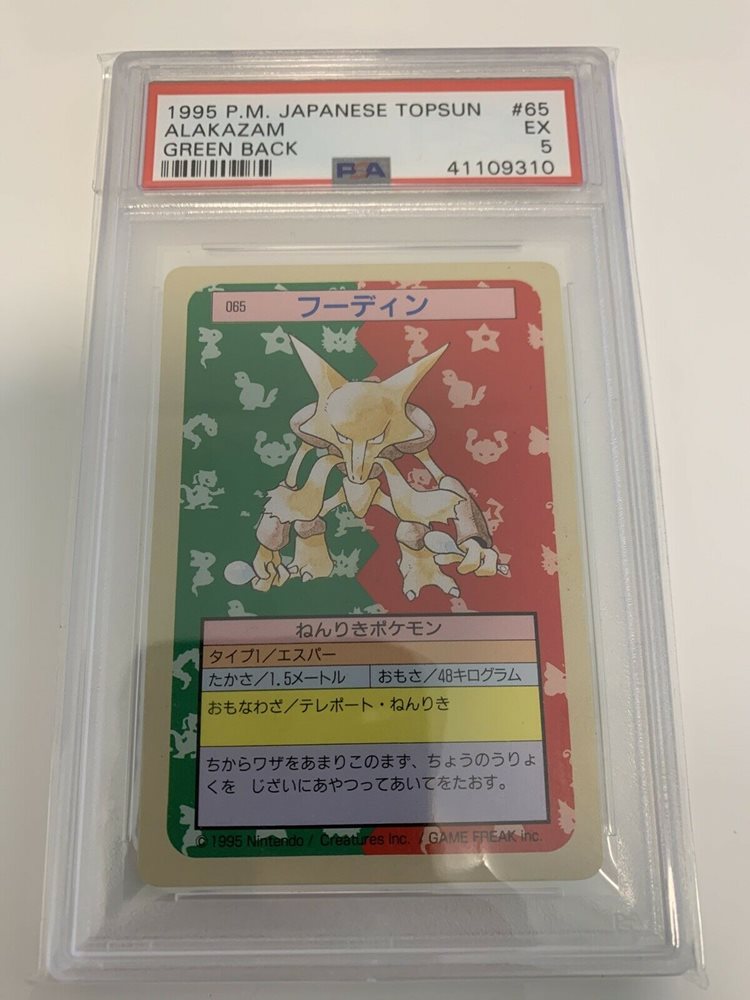 1995 P.M. JAPANESE TOPSUN #65
ALAKAZAM EX
GREEN BACK 5
PSA 41109310
065 フーディン
ねんりきポケモン
タイプ1／エスパー
たかさ／1.5メートル おもさ／48キログラム
おもなわざ／テレポート・ねんりき
ちからワザをあまりこのまず、ちょうのうりょ
くを じざいにあやつってあいてをたおす。
©1995 Nintendo / Creatures inc. / GAME FREAK inc.